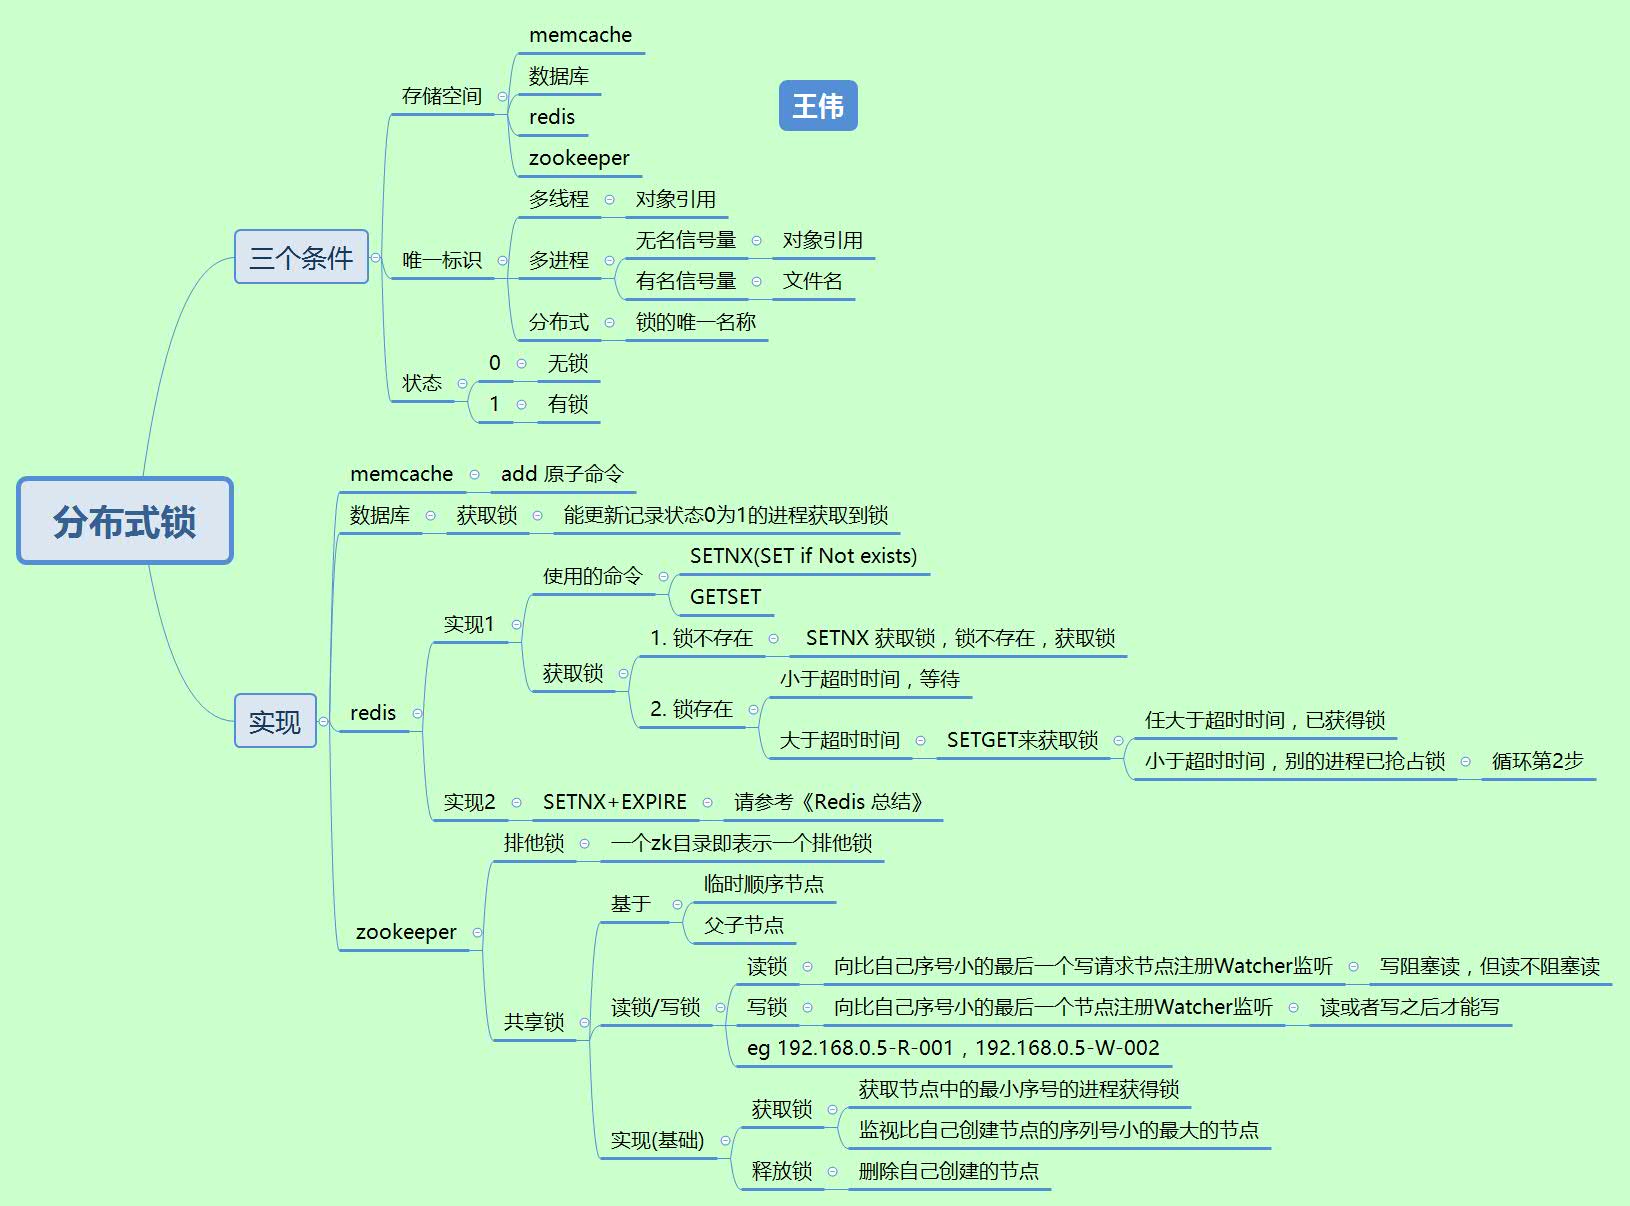 memcache
数据库
存储空间
redis
zookeeper
王伟
三个条件
唯一标识
多线程
对象引用
多进程
无名信号量
对象引用
有名信号量
文件名
分布式
锁的唯一名称
状态
0
无锁
1
有锁
分布式锁
实现
memcache
add 原子命令
数据库
获取锁
能更新记录状态0为1的进程获取到锁
redis
实现1
使用的命令
SETNX(SET if Not exists)
GETSET
获取锁
1. 锁不存在
SETNX 获取锁，锁不存在，获取锁
2. 锁存在
小于超时时间，等待
大于超时时间
SETGET来获取锁
任大于超时时间，已获得锁
小于超时时间，别的进程已抢占锁
循环第2步
实现2
SETNX+EXPIRE
请参考《Redis 总结》
zookeeper
排他锁
一个zk目录即表示一个排他锁
共享锁
基于
临时顺序节点
父子节点
读锁/写锁
读锁
向比自己序号小的最后一个写请求节点注册Watcher监听
写阻塞读，但读不阻塞读
写锁
向比自己序号小的最后一个节点注册Watcher监听
读或者写之后才能写
eg 192.168.0.5-R-001，192.168.0.5-W-002
实现(基础)
获取锁
获取节点中的最小序号的进程获得锁
监视比自己创建节点的序列号小的最大的节点
释放锁
删除自己创建的节点